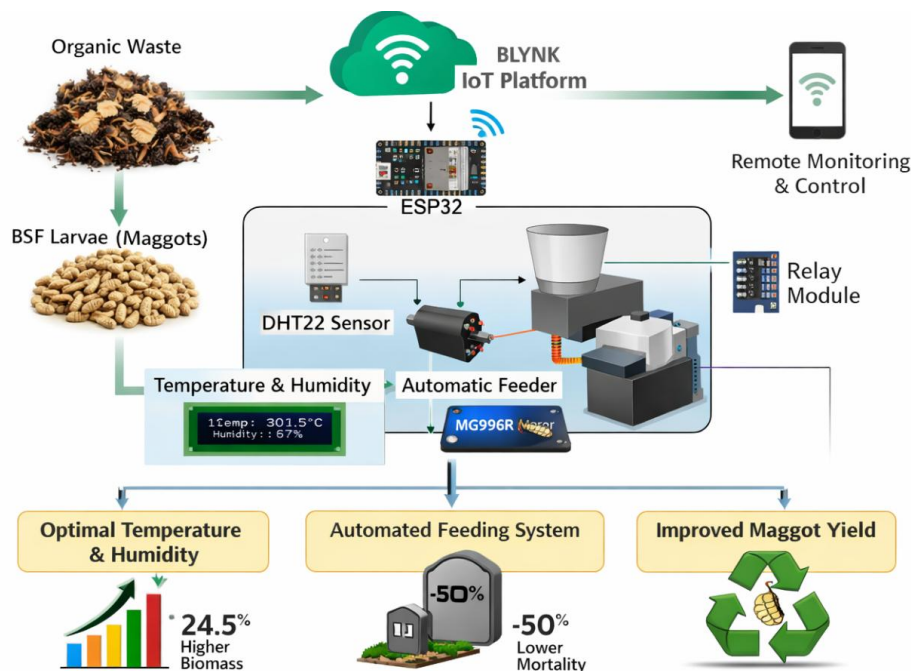 Organic Waste
BLYNK
IoT Platform
Remote Monitoring
& Control
ESP32
BSF Larvae (Maggots)
DHT22 Sensor
Relay
Module
Temperature & Humidity
Automatic Feeder
1Temp: 301.5°C
Humidity:: 67%
MG996R
Optimal Temperature
& Humidity
Automated Feeding System
Improved Maggot Yield
24.5%
Higher
Biomass
-50%
-50%
Lower
Mortality